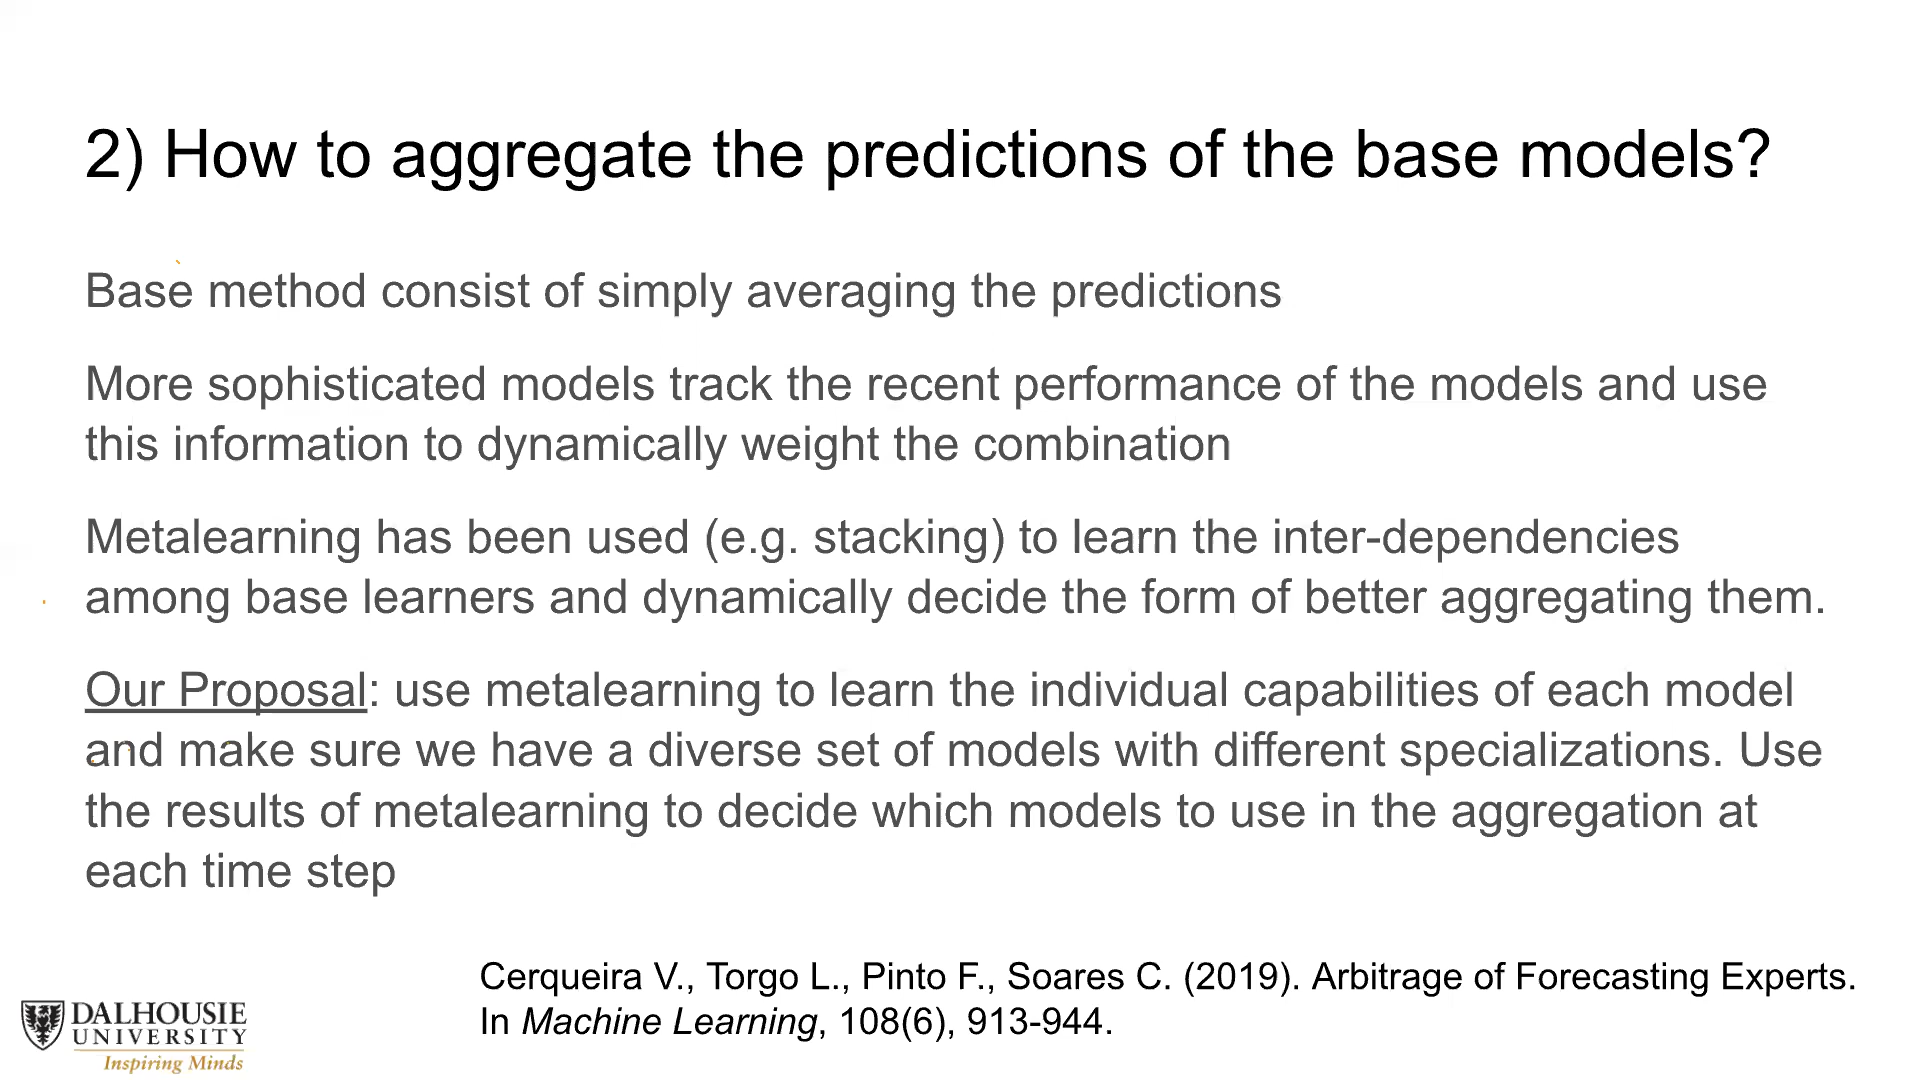 2) How to aggregate the predictions of the base models?
Base method consist of simply averaging the predictions
More sophisticated models track the recent performance of the models and use
this information to dynamically weight the combination
Metalearning has been used (e.g. stacking) to learn the inter-dependencies
among base learners and dynamically decide the form of better aggregating them.
Our Proposal: use metalearning to learn the individual capabilities of each model
and make sure we have a diverse set of models with different specializations. Use
the results of metalearning to decide which models to use in the aggregation at
each time step
Cerqueira V., Torgo L., Pinto F., Soares C. (2019). Arbitrage of Forecasting Experts.
In Machine Learning, 108(6), 913-944.
DALHOUSIE
UNIVERSITY
Inspiring Minds